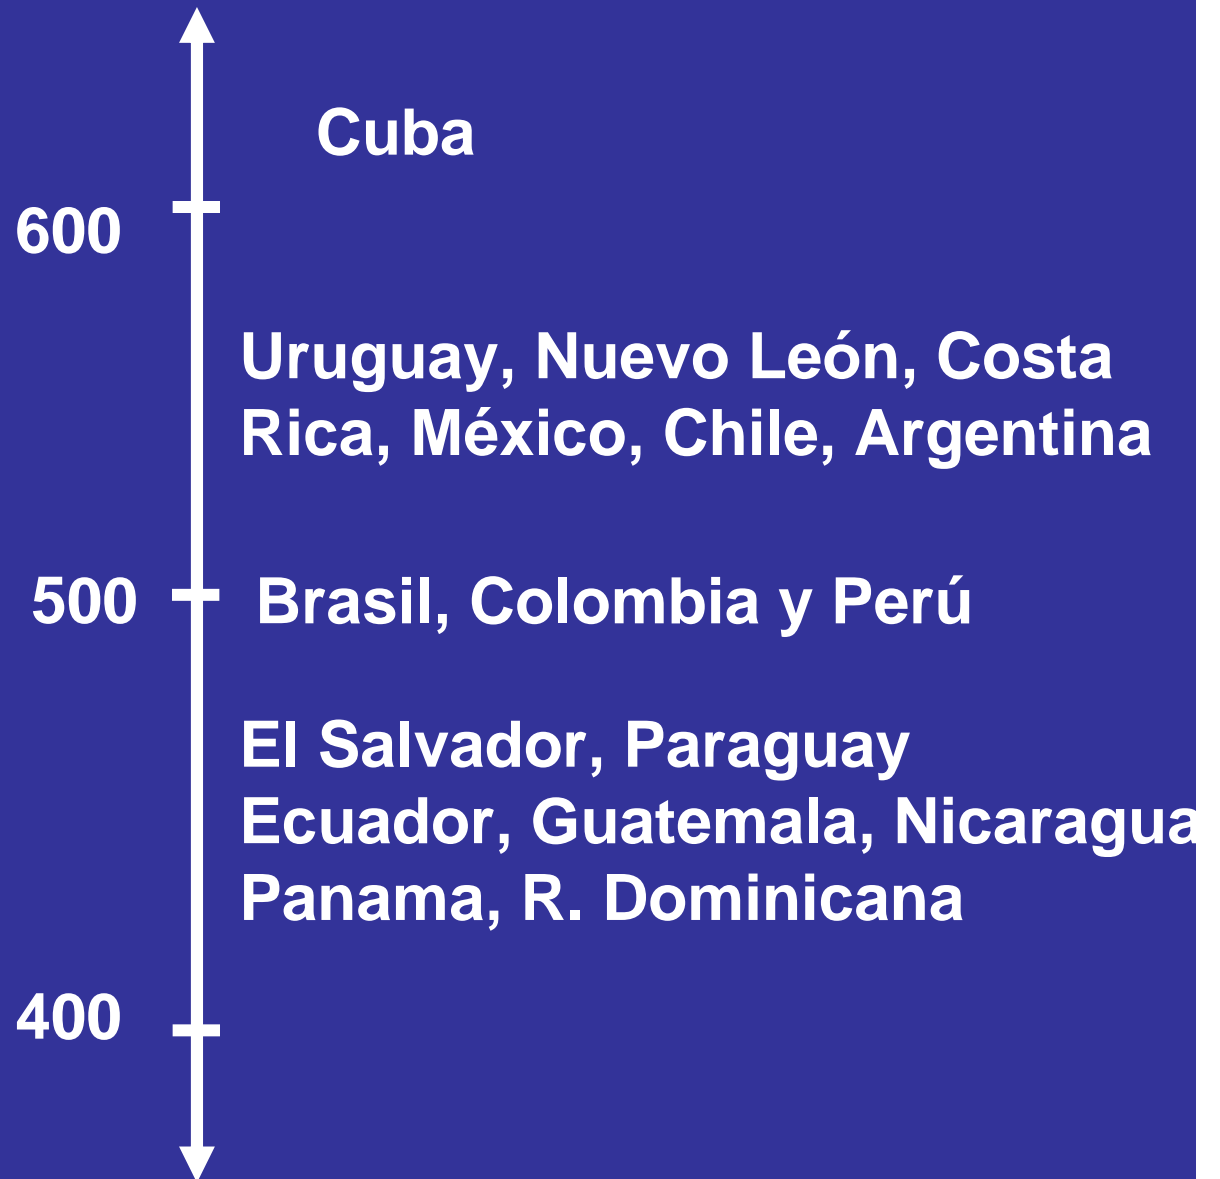 Cuba
600
Uruguay, Nuevo León, Costa
Rica, México, Chile, Argentina
500 Brasil, Colombia y Perú
El Salvador, Paraguay
Ecuador, Guatemala, Nicaragua
Panama, R. Dominicana
400